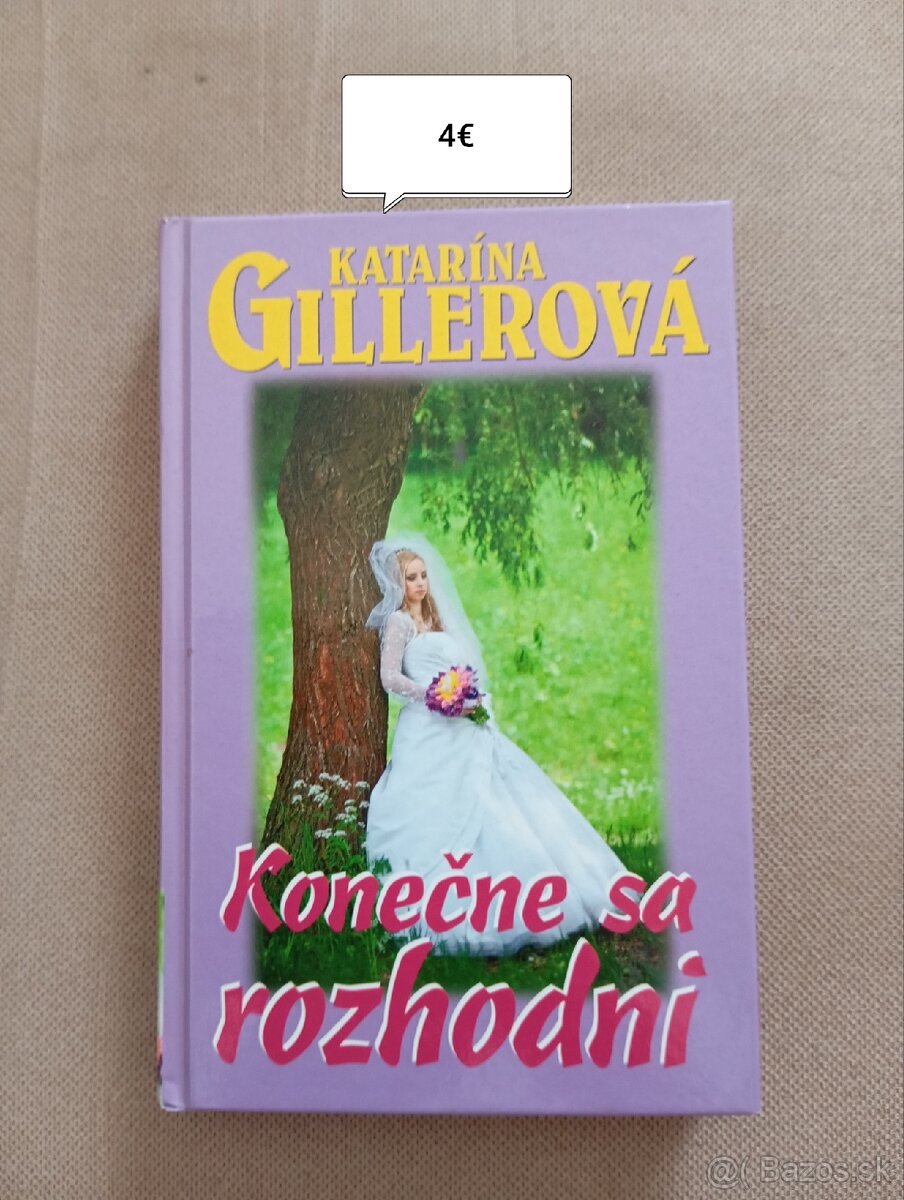 4€
KATARÍNA
GILLEROVÁ
Konečne sa
rozhodni
@( Bazos.sk